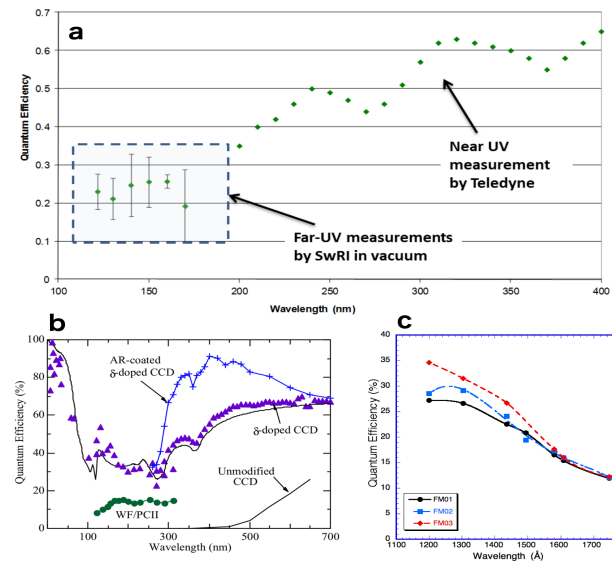 a
0.7
0.6
0.5
0.4
0.3
0.2
0.1
0
Quantum Efficiency
100
150
200
250
300
350
400
Wavelength (nm)
Near UV
measurement
by Teledyne
Far-UV measurements
by SwRI in vacuum
b
100
80
60
40
20
0
Quantum Efficiency (%)
0
100
200
300
400
500
600
700
Wavelength (nm)
AR-coated
δ-doped CCD
δ-doped CCD
Unmodified
CCD
WF/PCII
c
40
35
30
25
20
15
10
5
0
Quantum Efficiency (%)
1100
1200
1300
1400
1500
1600
1700
Wavelength (Å)
FM01
FM02
FM03